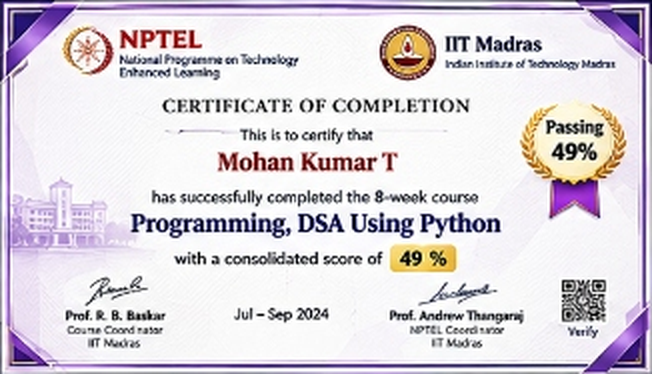 NPTEL
National Programme on Technology
Enhanced Learning
IIT Madras
Indian Institute of Technology Madras
CERTIFICATE OF COMPLETION
This is to certify that
Mohan Kumar T
has successfully completed the 8-week course
Programming, DSA Using Python
with a consolidated score of 49 %
Passing
49%
Prof. R. B. Baskar
Course Coordinator
IIT Madras
Jul – Sep 2024
Prof. Andrew Thangaraj
NPTEL Coordinator
IIT Madras
Verify